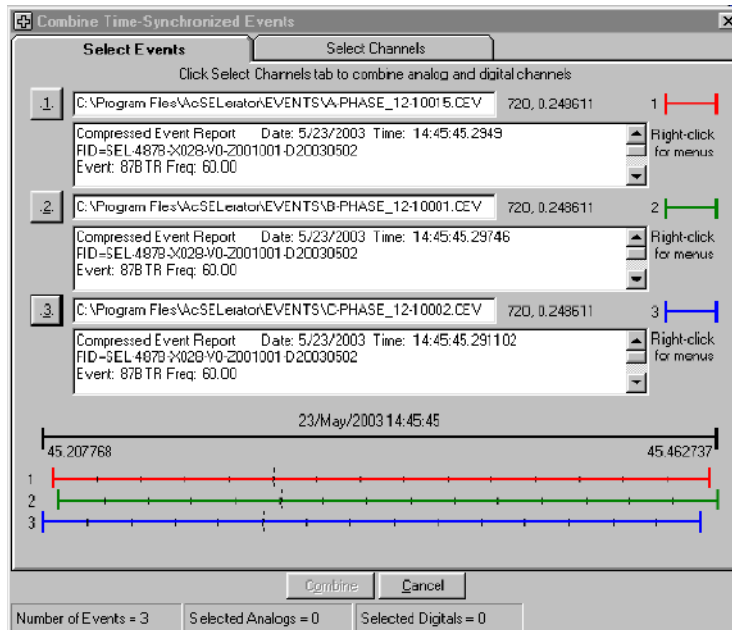 Combine Time-Synchronized Events
Select Events Select Channels
Click Select Channels tab to combine analog and digital channels
.1. C:\Program Files\AcSELerator\EVENTS\A-PHASE_12-10015.CEV 720, 0.248611 1
Compressed Event Report Date: 5/23/2003 Time: 14:45:45.2949
FID=SEL-487B-X028-V0-Z001001-D20030502
Event: 87BTR Freq: 60.00
Right-click
for menus
.2. C:\Program Files\AcSELerator\EVENTS\B-PHASE_12-10001.CEV 720, 0.248611 2
Compressed Event Report Date: 5/23/2003 Time: 14:45:45.29746
FID=SEL-487B-X028-V0-Z001001-D20030502
Event: 87BTR Freq: 60.00
Right-click
for menus
.3. C:\Program Files\AcSELerator\EVENTS\C-PHASE_12-10002.CEV 720, 0.248611 3
Compressed Event Report Date: 5/23/2003 Time: 14:45:45.291102
FID=SEL-487B-X028-V0-Z001001-D20030502
Event: 87BTR Freq: 60.00
Right-click
for menus
23/May/2003 14:45:45
45.207768 45.462737
1
2
3
Combine Cancel
Number of Events = 3 Selected Analogs = 0 Selected Digitals = 0